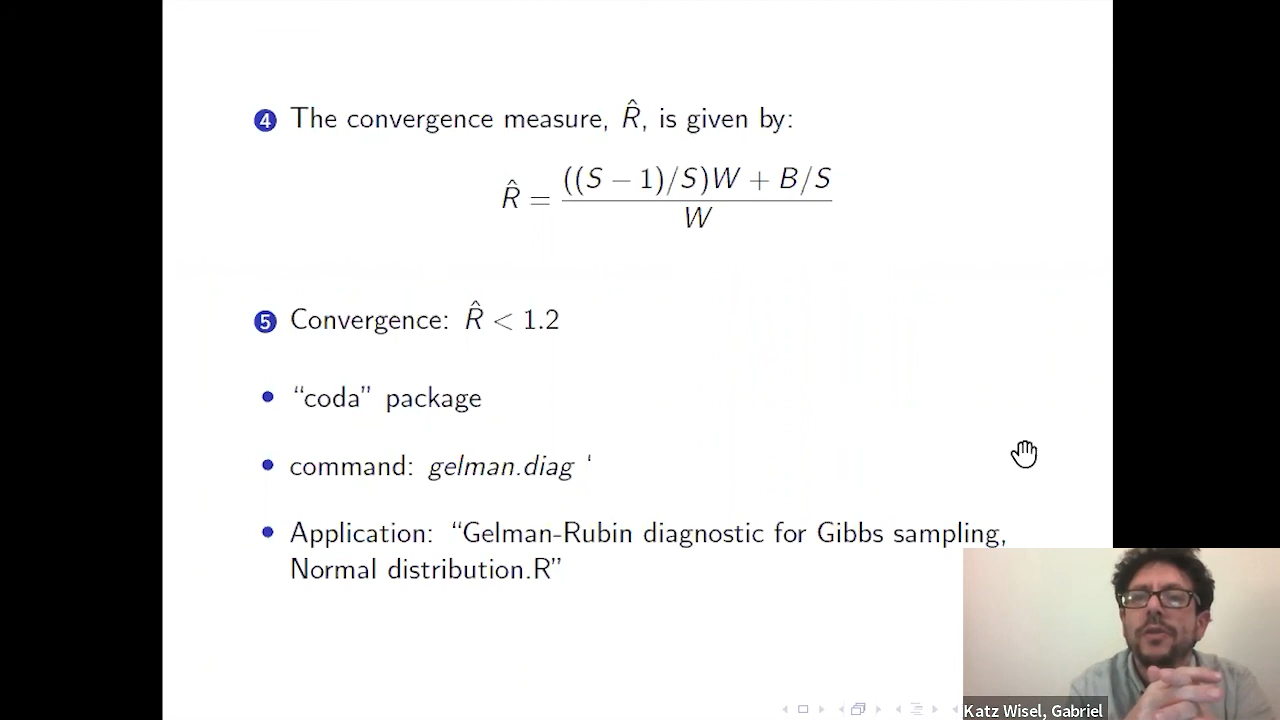 4 The convergence measure, R̂, is given by:
R̂ = ((S − 1)/S)W + B/S
W
5 Convergence: R̂ < 1.2
• “coda” package
• command: gelman.diag ‘
• Application: “Gelman-Rubin diagnostic for Gibbs sampling,
Normal distribution.R”
Katz Wisel, Gabriel